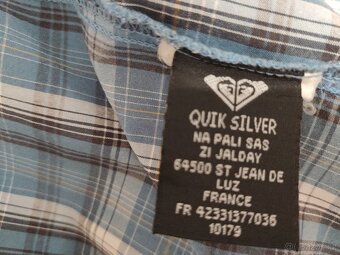 QUIK SILVER
NA PALI SAS
ZI JALDAY
64500 ST JEAN DE
LUZ
FRANCE
FR 42331377036
10179